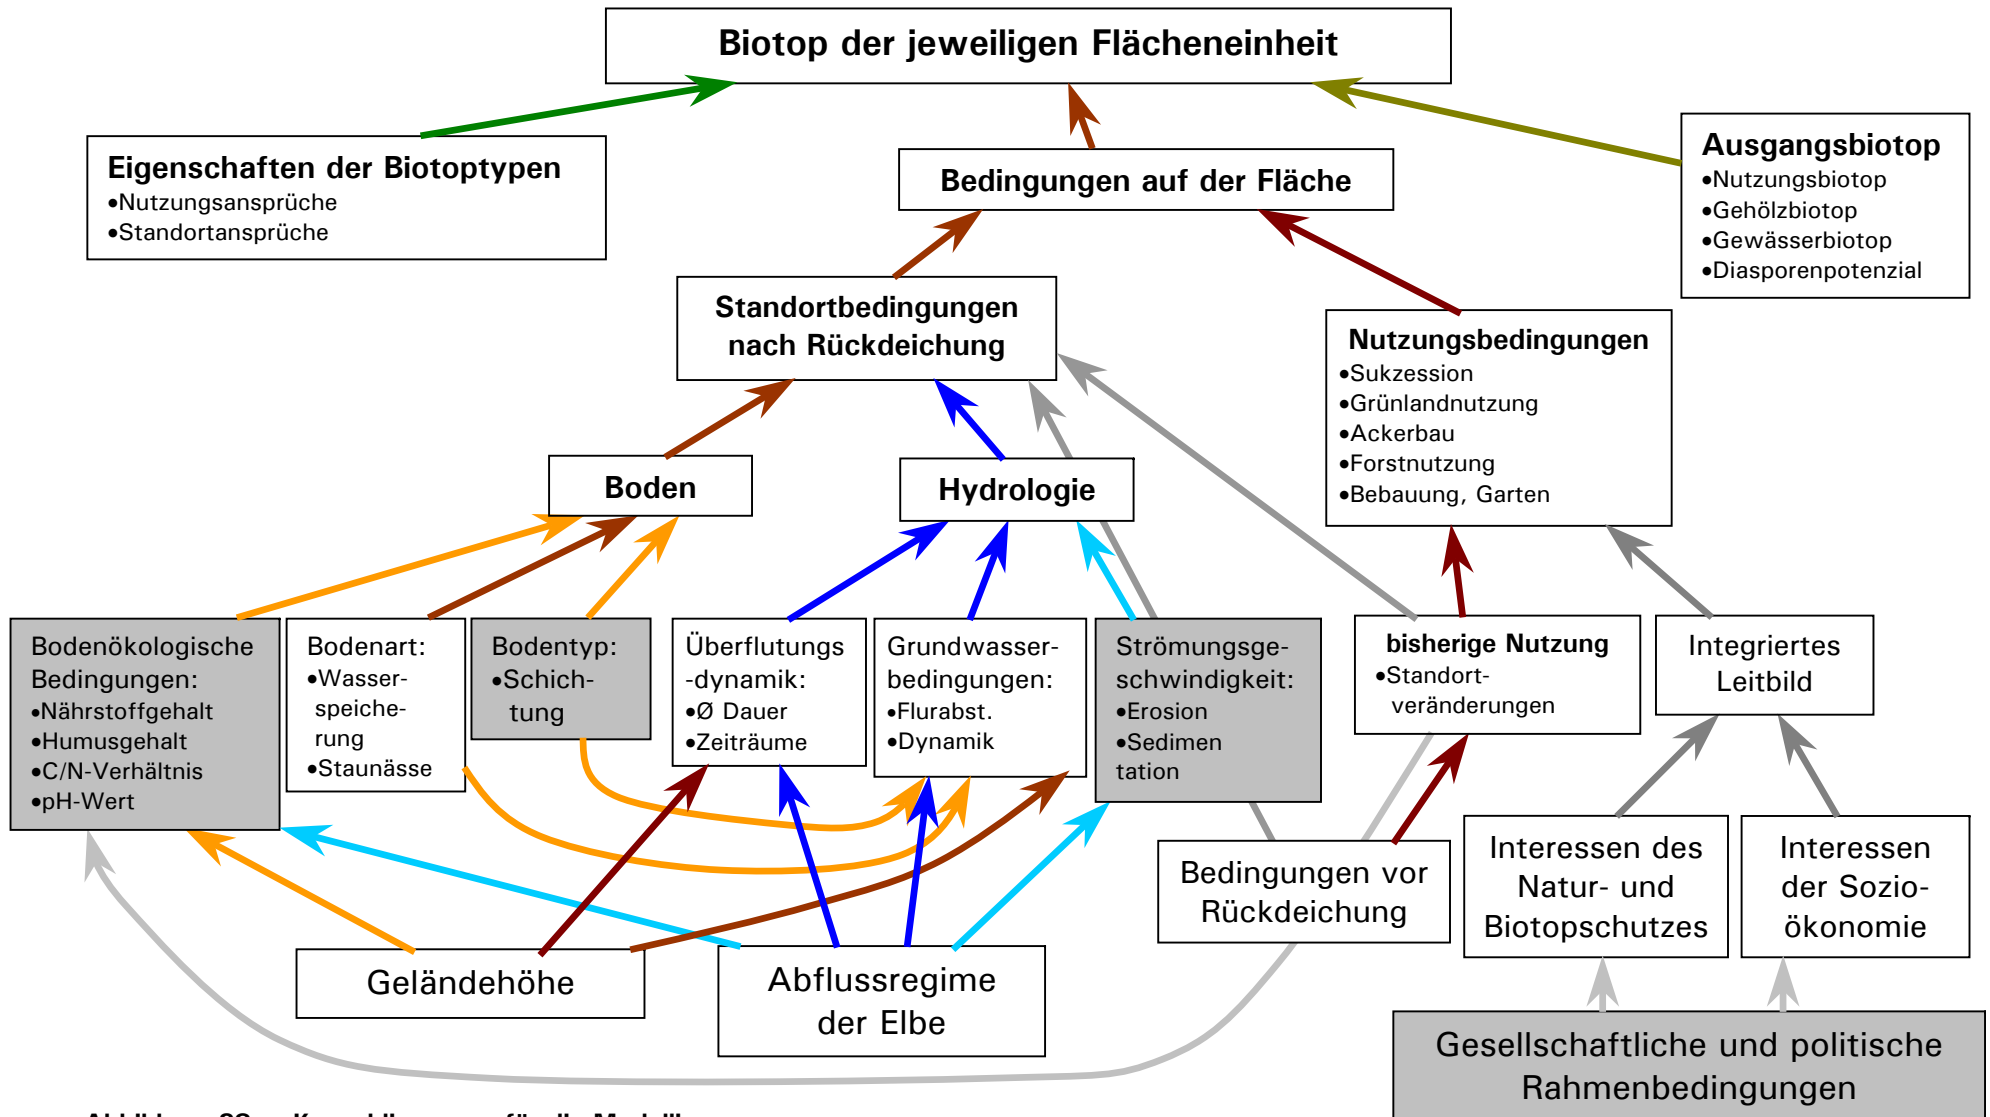 Biotop der jeweiligen Flächeneinheit
Eigenschaften der Biotoptypen
•Nutzungsansprüche
•Standortansprüche
Bedingungen auf der Fläche
Ausgangsbiotop
•Nutzungsbiotop
•Gehölzbiotop
•Gewässerbiotop
•Diasporenpotenzial
Standortbedingungen
nach Rückdeichung
Nutzungsbedingungen
•Sukzession
•Grünlandnutzung
•Ackerbau
•Forstnutzung
•Bebauung, Garten
Boden
Hydrologie
Bodenökologische
Bedingungen:
•Nährstoffgehalt
•Humusgehalt
•C/N-Verhältnis
•pH-Wert
Bodenart:
•Wasser-
speiche-
rung
•Staunässe
Bodentyp:
•Schich-
tung
Überflutungs
-dynamik:
•Ø Dauer
•Zeiträume
Grundwasser-
bedingungen:
•Flurabst.
•Dynamik
Strömungsge-
schwindigkeit:
•Erosion
•Sedimen
tation
bisherige Nutzung
•Standort-
veränderungen
Integriertes
Leitbild
Bedingungen vor
Rückdeichung
Interessen des
Natur- und
Biotopschutzes
Interessen
der Sozio-
ökonomie
Geländehöhe
Abflussregime
der Elbe
Gesellschaftliche und politische
Rahmenbedingungen